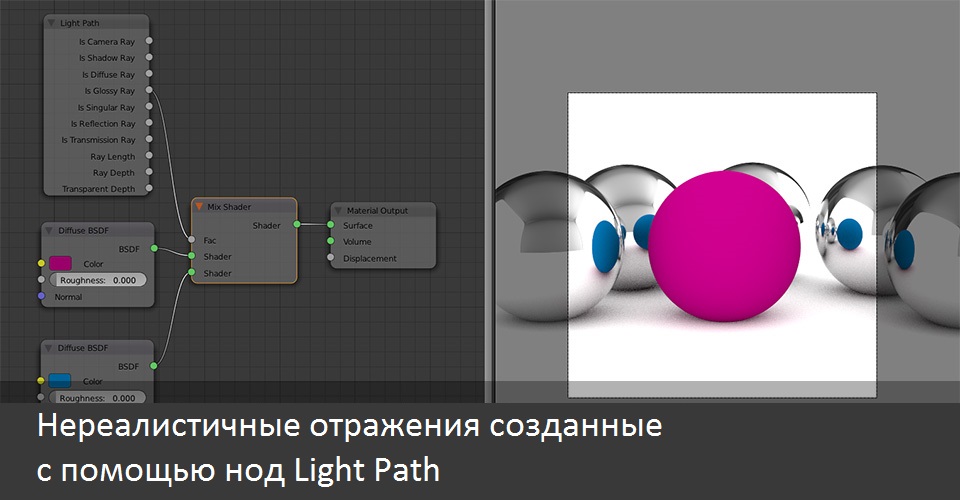 Light Path
Is Camera Ray
Is Shadow Ray
Is Diffuse Ray
Is Glossy Ray
Is Singular Ray
Is Reflection Ray
Is Transmission Ray
Ray Length
Ray Depth
Transparent Depth
Diffuse BSDF
BSDF
Color
Roughness: 0.000
Normal
Diffuse BSDF
BSDF
Color
Roughness: 0.000
Mix Shader
Shader
Fac
Shader
Shader
Material Output
Surface
Volume
Displacement
Нереалистичные отражения созданные
с помощью нод Light Path